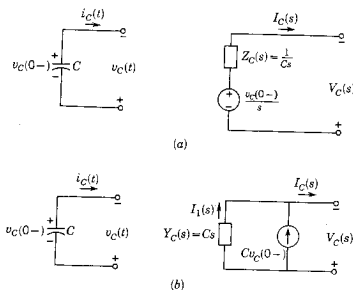 i_C(t)
v_C(0−) + − C v_C(t) − +
I_C(s)
Z_C(s)=1/Cs
+ − v_C(0−)/s
V_C(s) − +
(a)
i_C(t)
v_C(0−) + − C v_C(t) − +
I_C(s)
I_1(s)
Y_C(s)=Cs
Cv_C(0−)
V_C(s) − +
(b)